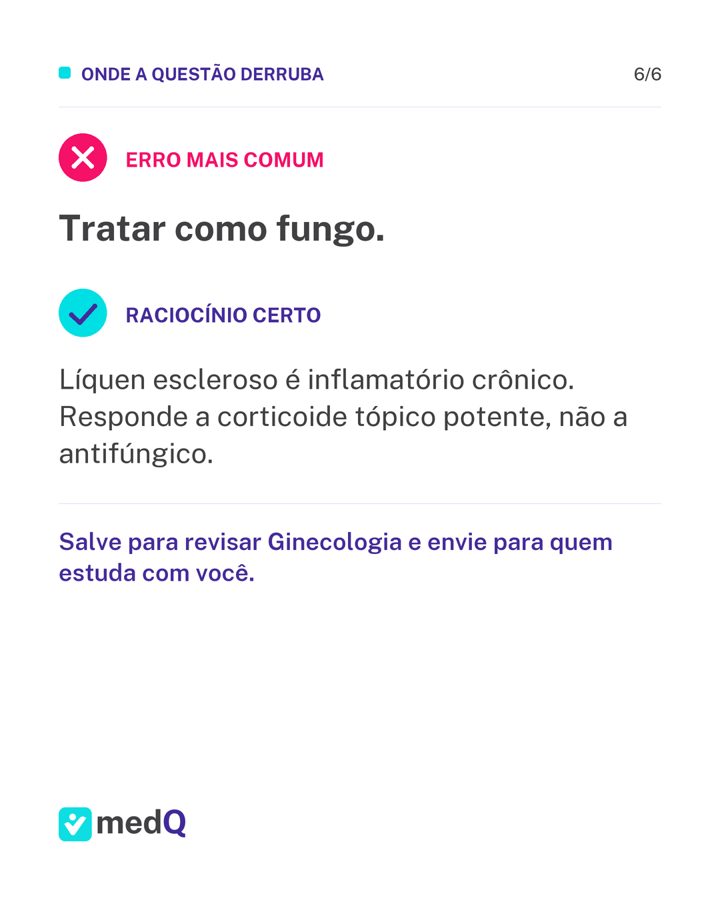 ONDE A QUESTÃO DERRUBA
6/6
ERRO MAIS COMUM
Tratar como fungo.
RACIOCÍNIO CERTO
Líquen escleroso é inflamatório crônico.
Responde a corticoide tópico potente, não a
antifúngico.
Salve para revisar Ginecologia e envie para quem
estuda com você.
medQ